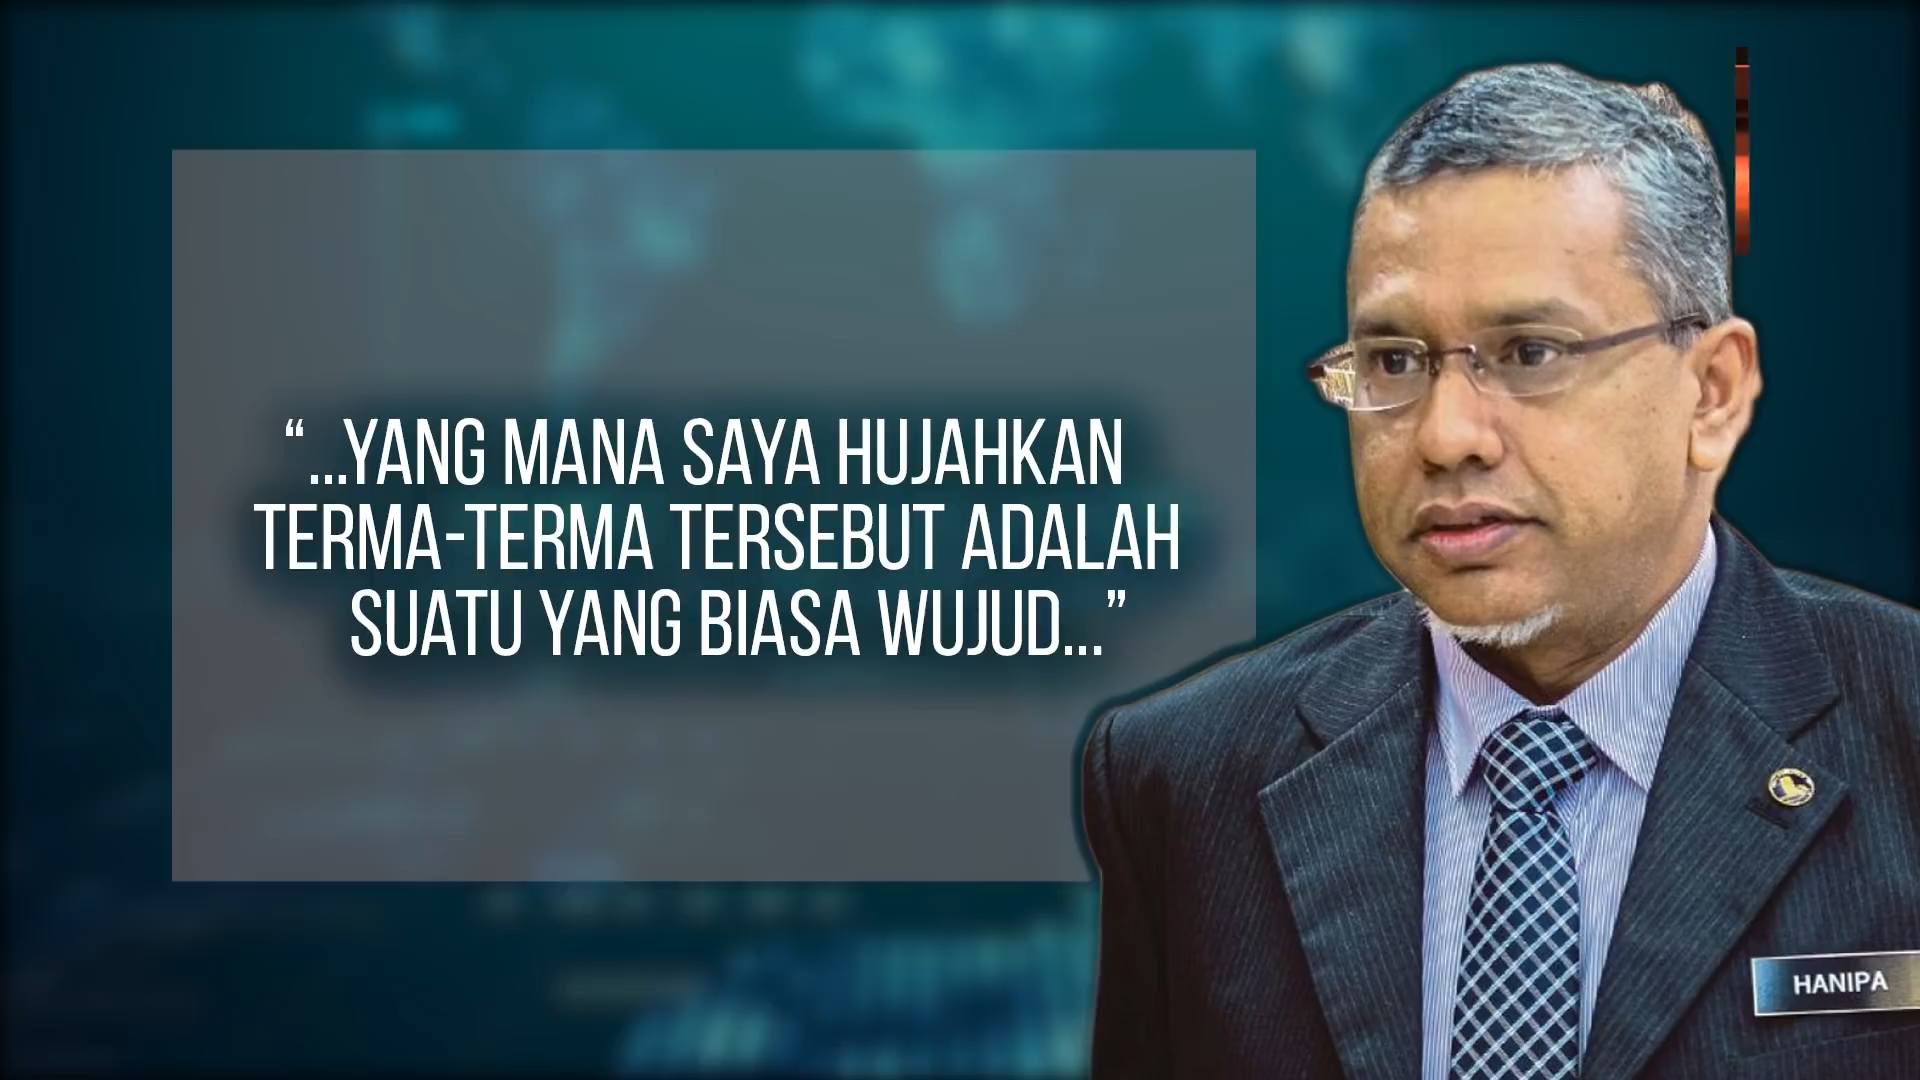 “...YANG MANA SAYA HUJAHKAN
TERMA-TERMA TERSEBUT ADALAH
SUATU YANG BIASA WUJUD...”
HANIPA